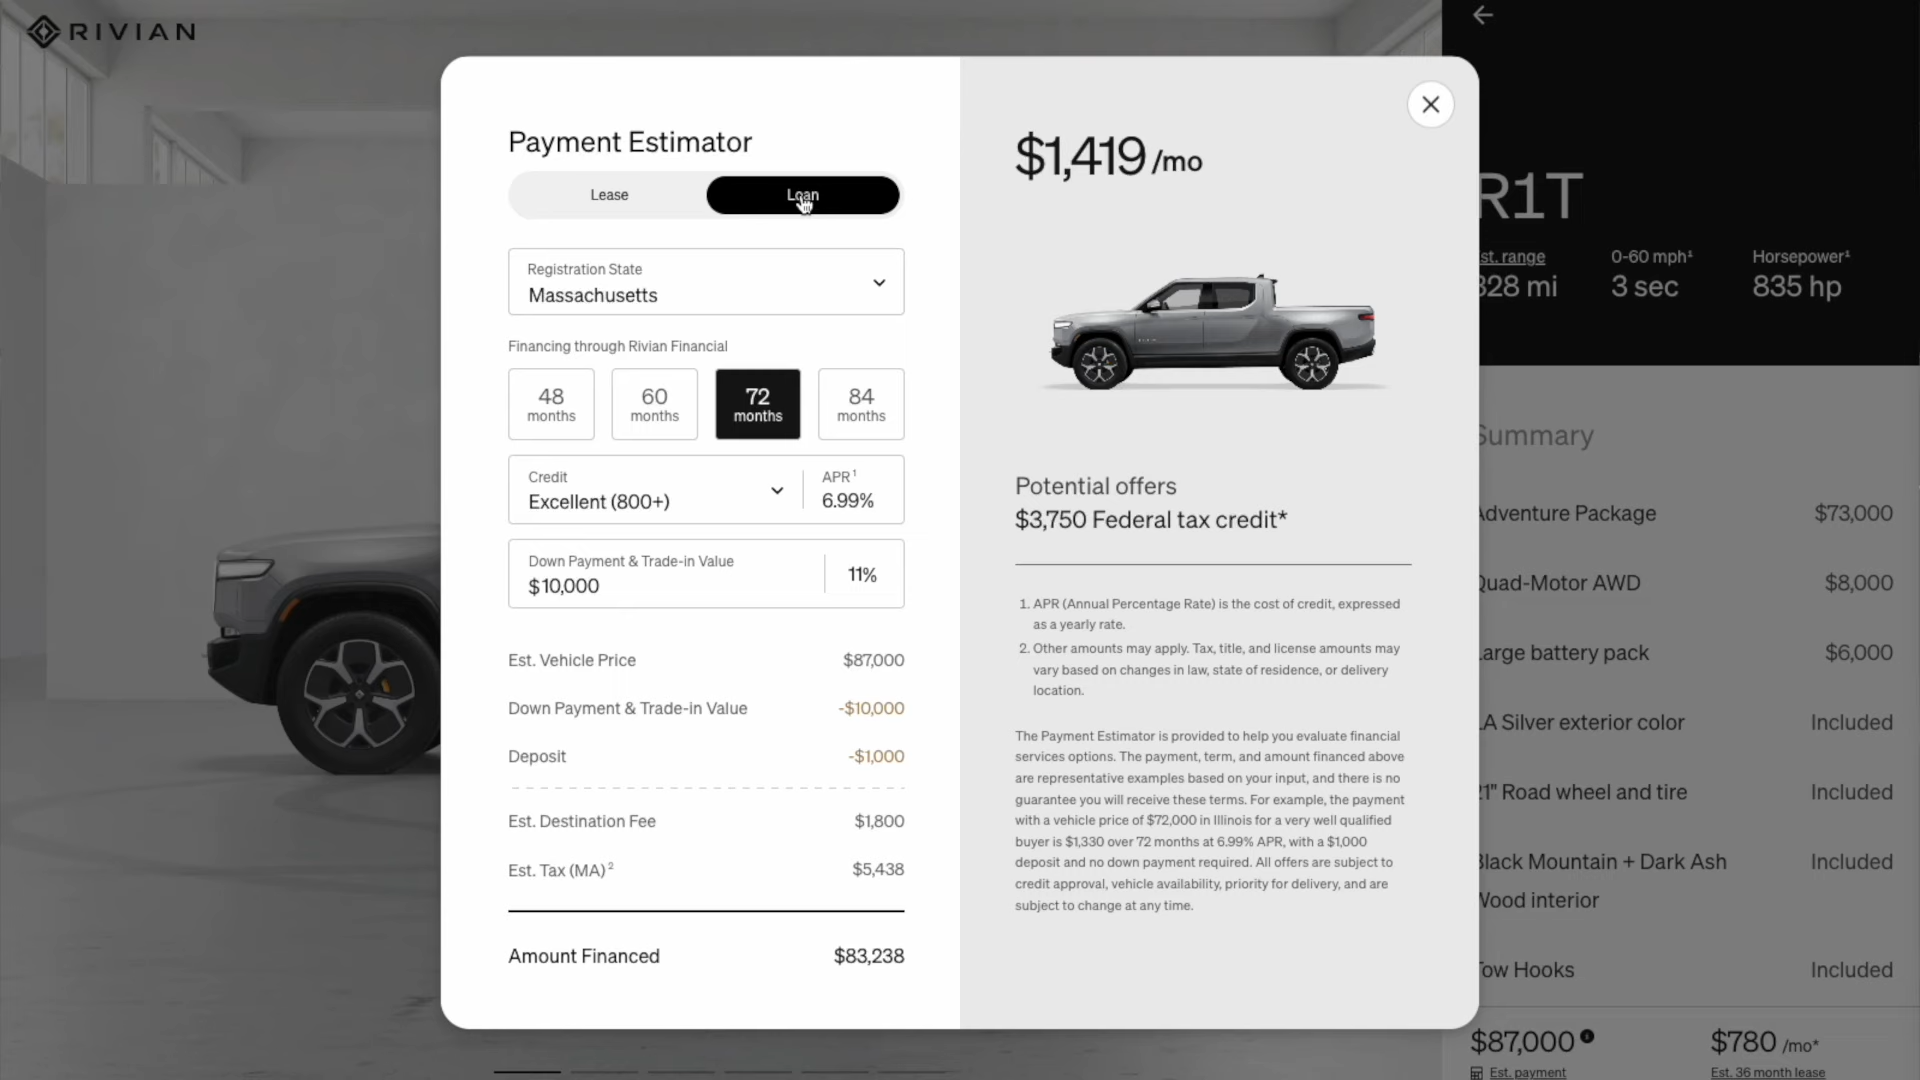 RIVIAN
Payment Estimator
Lease
Loan
Registration State
Massachusetts
Financing through Rivian Financial
48
months
60
months
72
months
84
months
Credit
Excellent (800+)
APR¹
6.99%
Down Payment & Trade-in Value
$10,000
11%
Est. Vehicle Price $87,000
Down Payment & Trade-in Value -$10,000
Deposit -$1,000
Est. Destination Fee $1,800
Est. Tax (MA)² $5,438
Amount Financed $83,238
$1,419 /mo
Potential offers
$3,750 Federal tax credit*
1. APR (Annual Percentage Rate) is the cost of credit, expressed
as a yearly rate.
2. Other amounts may apply. Tax, title, and license amounts may
vary based on changes in law, state of residence, or delivery
location.
The Payment Estimator is provided to help you evaluate financial
services options. The payment, term, and amount financed above
are representative examples based on your input, and there is no
guarantee you will receive these terms. For example, the payment
with a vehicle price of $72,000 in Illinois for a very well qualified
buyer is $1,330 over 72 months at 6.99% APR, with a $1,000
deposit and no down payment required. All offers are subject to
credit approval, vehicle availability, priority for delivery, and are
subject to change at any time.
R1T
st. range
328 mi
0-60 mph¹
3 sec
Horsepower¹
835 hp
Summary
Adventure Package $73,000
Quad-Motor AWD $8,000
Large battery pack $6,000
LA Silver exterior color Included
21" Road wheel and tire Included
Black Mountain + Dark Ash Included
Wood interior
Tow Hooks Included
$87,000
Est. payment
$780 /mo*
Est. 36 month lease